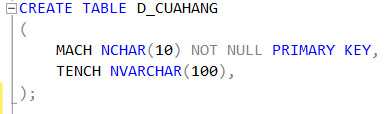 CREATE TABLE D_CUAHANG
(
MACH NCHAR(10) NOT NULL PRIMARY KEY,
TENCH NVARCHAR(100),
);